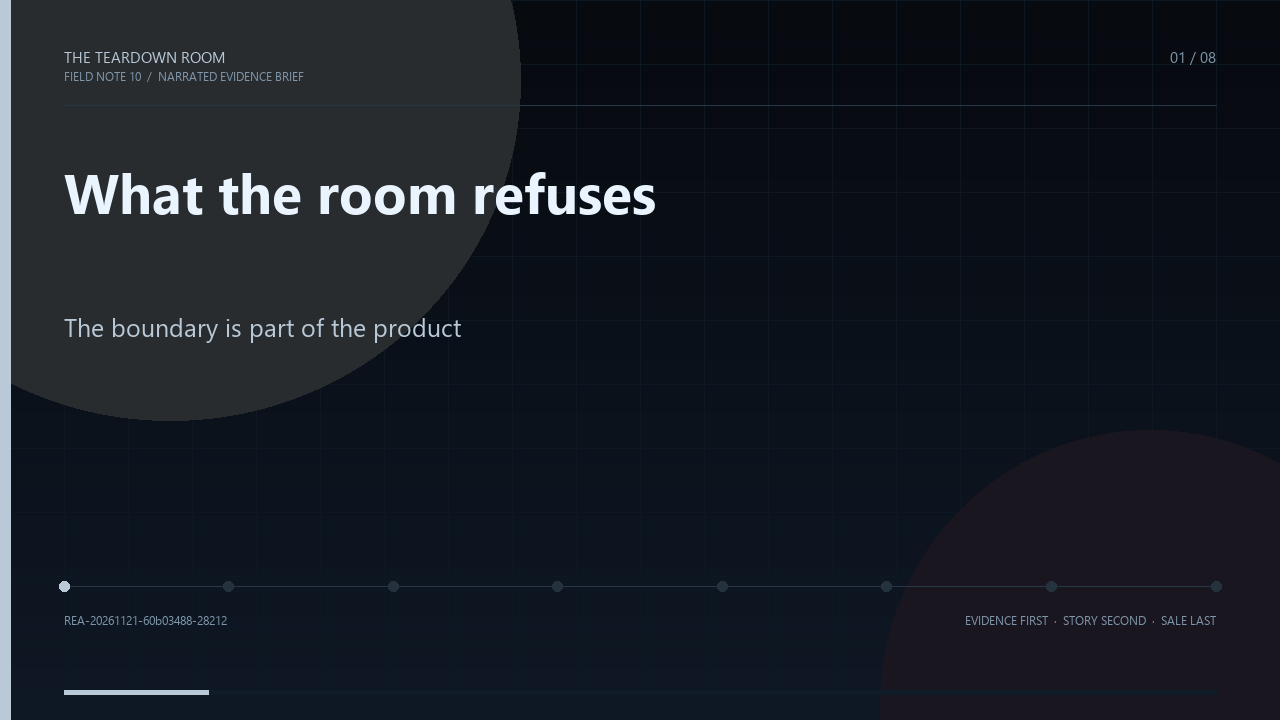 THE TEARDOWN ROOM
FIELD NOTE 10 / NARRATED EVIDENCE BRIEF
01 / 08
What the room refuses
The boundary is part of the product
REA-20261121-60b03488-28212
EVIDENCE FIRST · STORY SECOND · SALE LAST